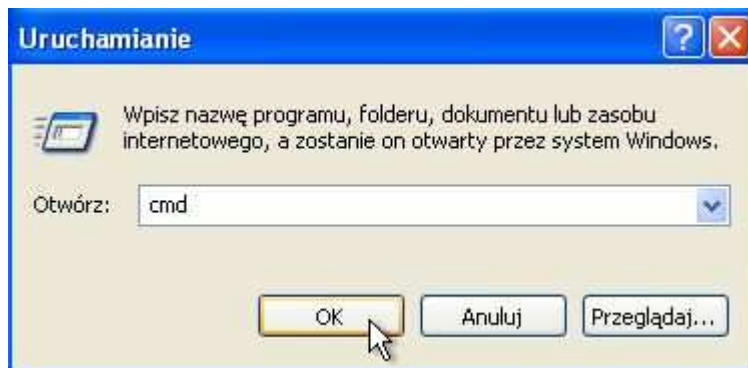 Uruchamianie
Wpisz nazwę programu, folderu, dokumentu lub zasobu
internetowego, a zostanie on otwarty przez system Windows.
Otwórz: cmd
OK Anuluj Przeglądaj...